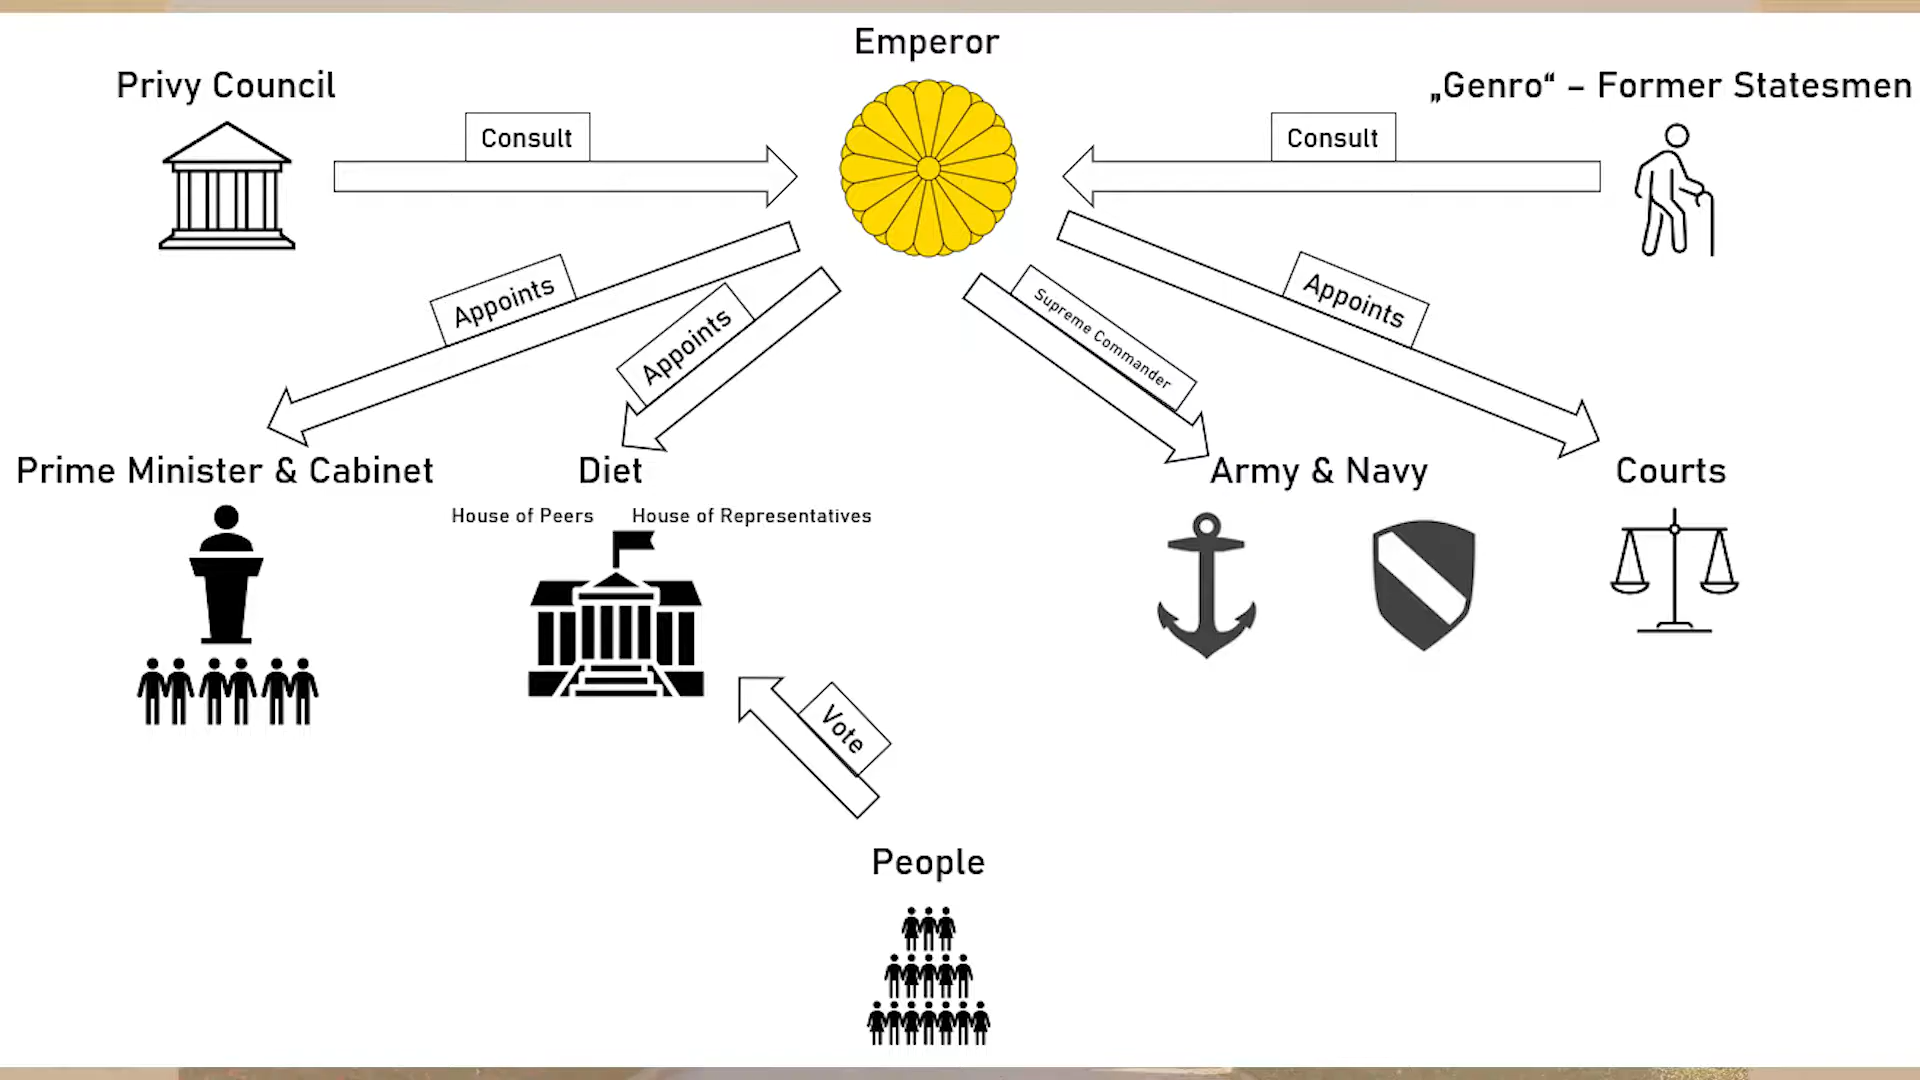 Emperor
Privy Council
„Genro“ – Former Statesmen
Consult
Consult
Appoints
Appoints
Supreme Commander
Appoints
Prime Minister & Cabinet
Diet
Army & Navy
Courts
House of Peers
House of Representatives
Vote
People